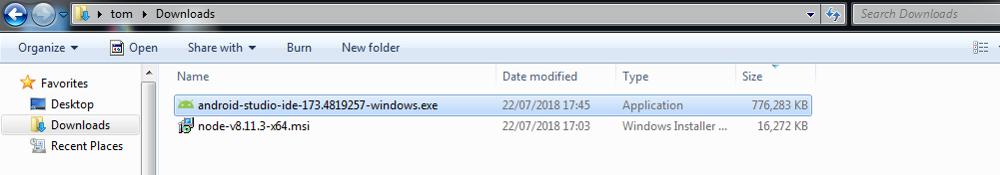 tom Downloads Search Downloads
Organize Open Share with Burn New folder
Favorites
Desktop
Downloads
Recent Places
Name Date modified Type Size
android-studio-ide-173.4819257-windows.exe 22/07/2018 17:45 Application 776,283 KB
node-v8.11.3-x64.msi 22/07/2018 17:03 Windows Installer ... 16,272 KB